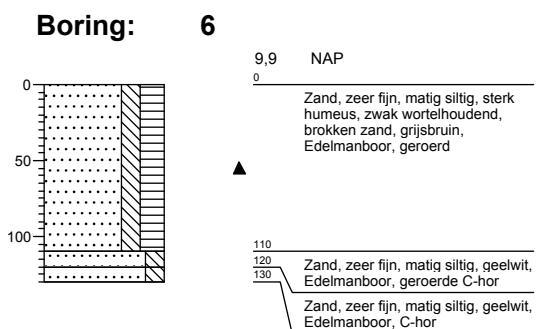 Boring: 6
9,9 NAP
0
0
Zand, zeer fijn, matig siltig, sterk
humeus, zwak wortelhoudend,
brokken zand, grijsbruin,
Edelmanboor, geroerd
50
100
110
120
130
Zand, zeer fijn, matig siltig, geelwit,
Edelmanboor, geroerde C-hor
Zand, zeer fijn, matig siltig, geelwit,
Edelmanboor, C-hor